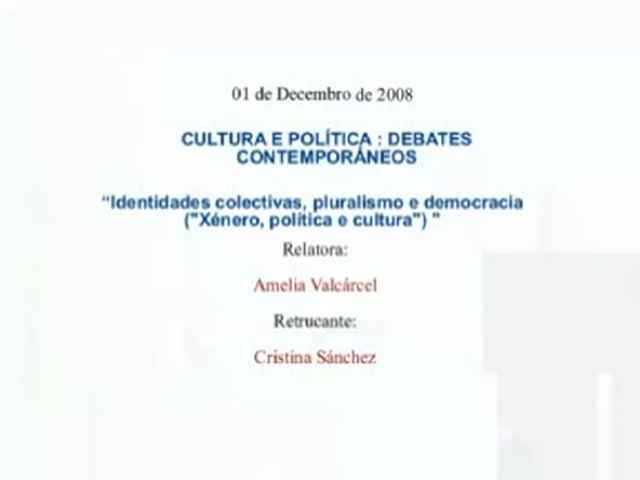 01 de Decembro de 2008
CULTURA E POLÍTICA : DEBATES
CONTEMPORÁNEOS
“Identidades colectivas, pluralismo e democracia
("Xénero, política e cultura") "
Relatora:
Amelia Valcárcel
Retrucante:
Cristina Sánchez